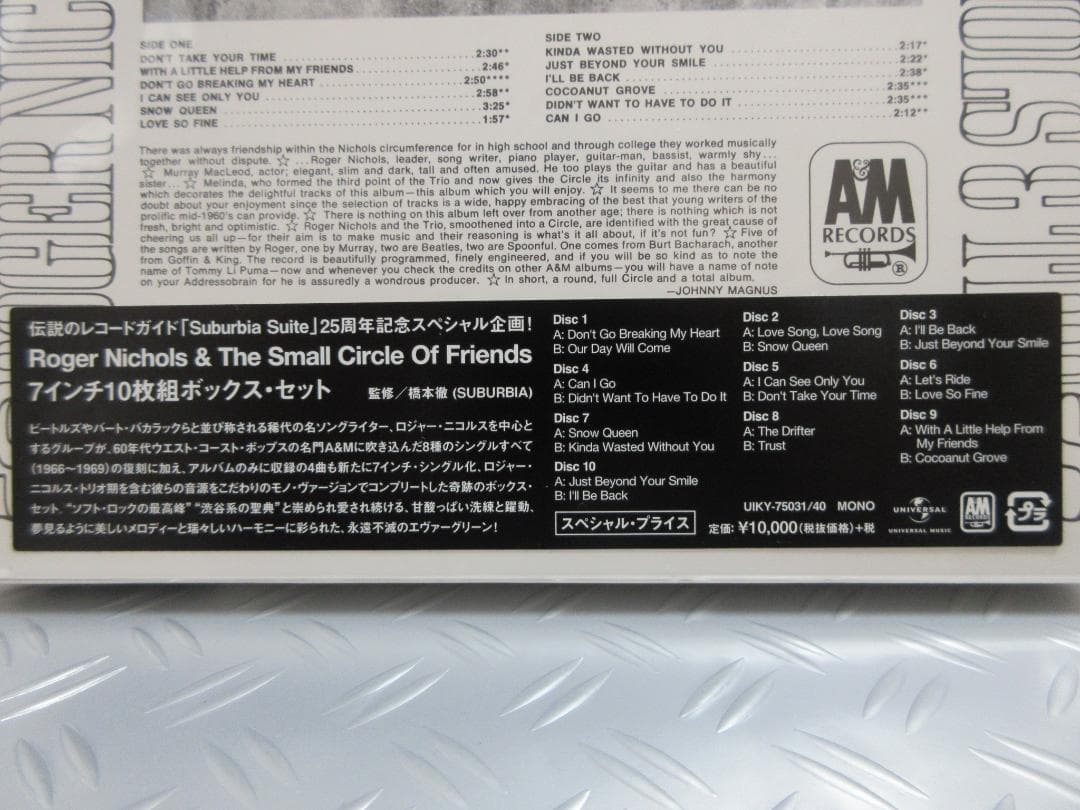 ROGER NIC
SIDE ONE
DON'T TAKE YOUR TIME 2:30**
WITH A LITTLE HELP FROM MY FRIENDS 2:46*
DON'T GO BREAKING MY HEART 2:50****
I CAN SEE ONLY YOU 2:58**
SNOW QUEEN 3:25*
LOVE SO FINE 1:57*
SIDE TWO
KINDA WASTED WITHOUT YOU 2:17*
JUST BEYOND YOUR SMILE 2:22*
I'LL BE BACK 2:38*
COCOANUT GROVE 2:35***
DIDN'T WANT TO HAVE TO DO IT 2:35***
CAN I GO 2:12**
There was always friendship within the Nichols circumference for in high school and through college they worked musically
together without dispute. ☆ ...Roger Nichols, leader, song writer, piano player, guitar-man, bassist, warmly shy...
☆ Murray MacLeod, actor; elegant, slim and dark, tall and often amused. He too plays the guitar and has a beautiful
sister... ☆ Melinda, who formed the third point of the Trio and now gives the Circle its infinity and also the harmony
which decorates the delightful tracks of this album—this album which you will enjoy. ☆ It seems to me there can be no
doubt about your enjoyment since the selection of tracks is a wide, happy embracing of the best that young writers of the
prolific mid-1960's can provide. ☆ There is nothing on this album left over from another age; there is nothing which is not
fresh, bright and optimistic. ☆ Roger Nichols and the Trio, smoothened into a Circle, are identified with the great cause of
cheering us all up—for their aim is to make music and their reasoning is what's it all about, if it's not fun? ☆ Five of
the songs are written by Roger, one by Murray, two are Beatles, two are Spoonful. One comes from Burt Bacharach, another
from Goffin & King. The record is beautifully programmed, finely engineered, and if you will be so kind as to note the
name of Tommy Li Puma—now and whenever you check the credits on other A&M albums—you will have a name of note
on your Addressobrain for he is assuredly a wondrous producer. ☆ In short, a round, full Circle and a total album.
—JOHNNY MAGNUS
A&M
RECORDS
®
伝説のレコードガイド「Suburbia Suite」25周年記念スペシャル企画!
Roger Nichols & The Small Circle Of Friends
7インチ10枚組ボックス・セット 監修/橋本徹 (SUBURBIA)
ビートルズやバート・バカラックらと並び称される稀代の名ソングライター、ロジャー・ニコルスを中心と
するグループが、60年代ウエスト・コースト・ポップスの名門A&Mに吹き込んだ8種のシングルすべて
(1966〜1969)の復刻に加え、アルバムのみに収録の4曲も新たに7インチ・シングル化、ロジャー・
ニコルス・トリオ期を含む彼らの音源をこだわりのモノ・ヴァージョンでコンプリートした奇跡のボックス・
セット。“ソフト・ロックの最高峰”“渋谷系の聖典”と崇められ愛され続ける、甘酸っぱい洗練と躍動、
夢見るように美しいメロディーと瑞々しいハーモニーに彩られた、永遠不滅のエヴァーグリーン!
Disc 1
A: Don't Go Breaking My Heart
B: Our Day Will Come
Disc 2
A: Love Song, Love Song
B: Snow Queen
Disc 3
A: I'll Be Back
B: Just Beyond Your Smile
Disc 4
A: Can I Go
B: Didn't Want To Have To Do It
Disc 5
A: I Can See Only You
B: Don't Take Your Time
Disc 6
A: Let's Ride
B: Love So Fine
Disc 7
A: Snow Queen
B: Kinda Wasted Without You
Disc 8
A: The Drifter
B: Trust
Disc 9
A: With A Little Help From
My Friends
B: Cocoanut Grove
Disc 10
A: Just Beyond Your Smile
B: I'll Be Back
スペシャル・プライス
UIKY-75031/40 MONO
定価: ¥10,000(税抜価格)+税
UNIVERSAL
UNIVERSAL MUSIC
A&M
RECORDS
プラ